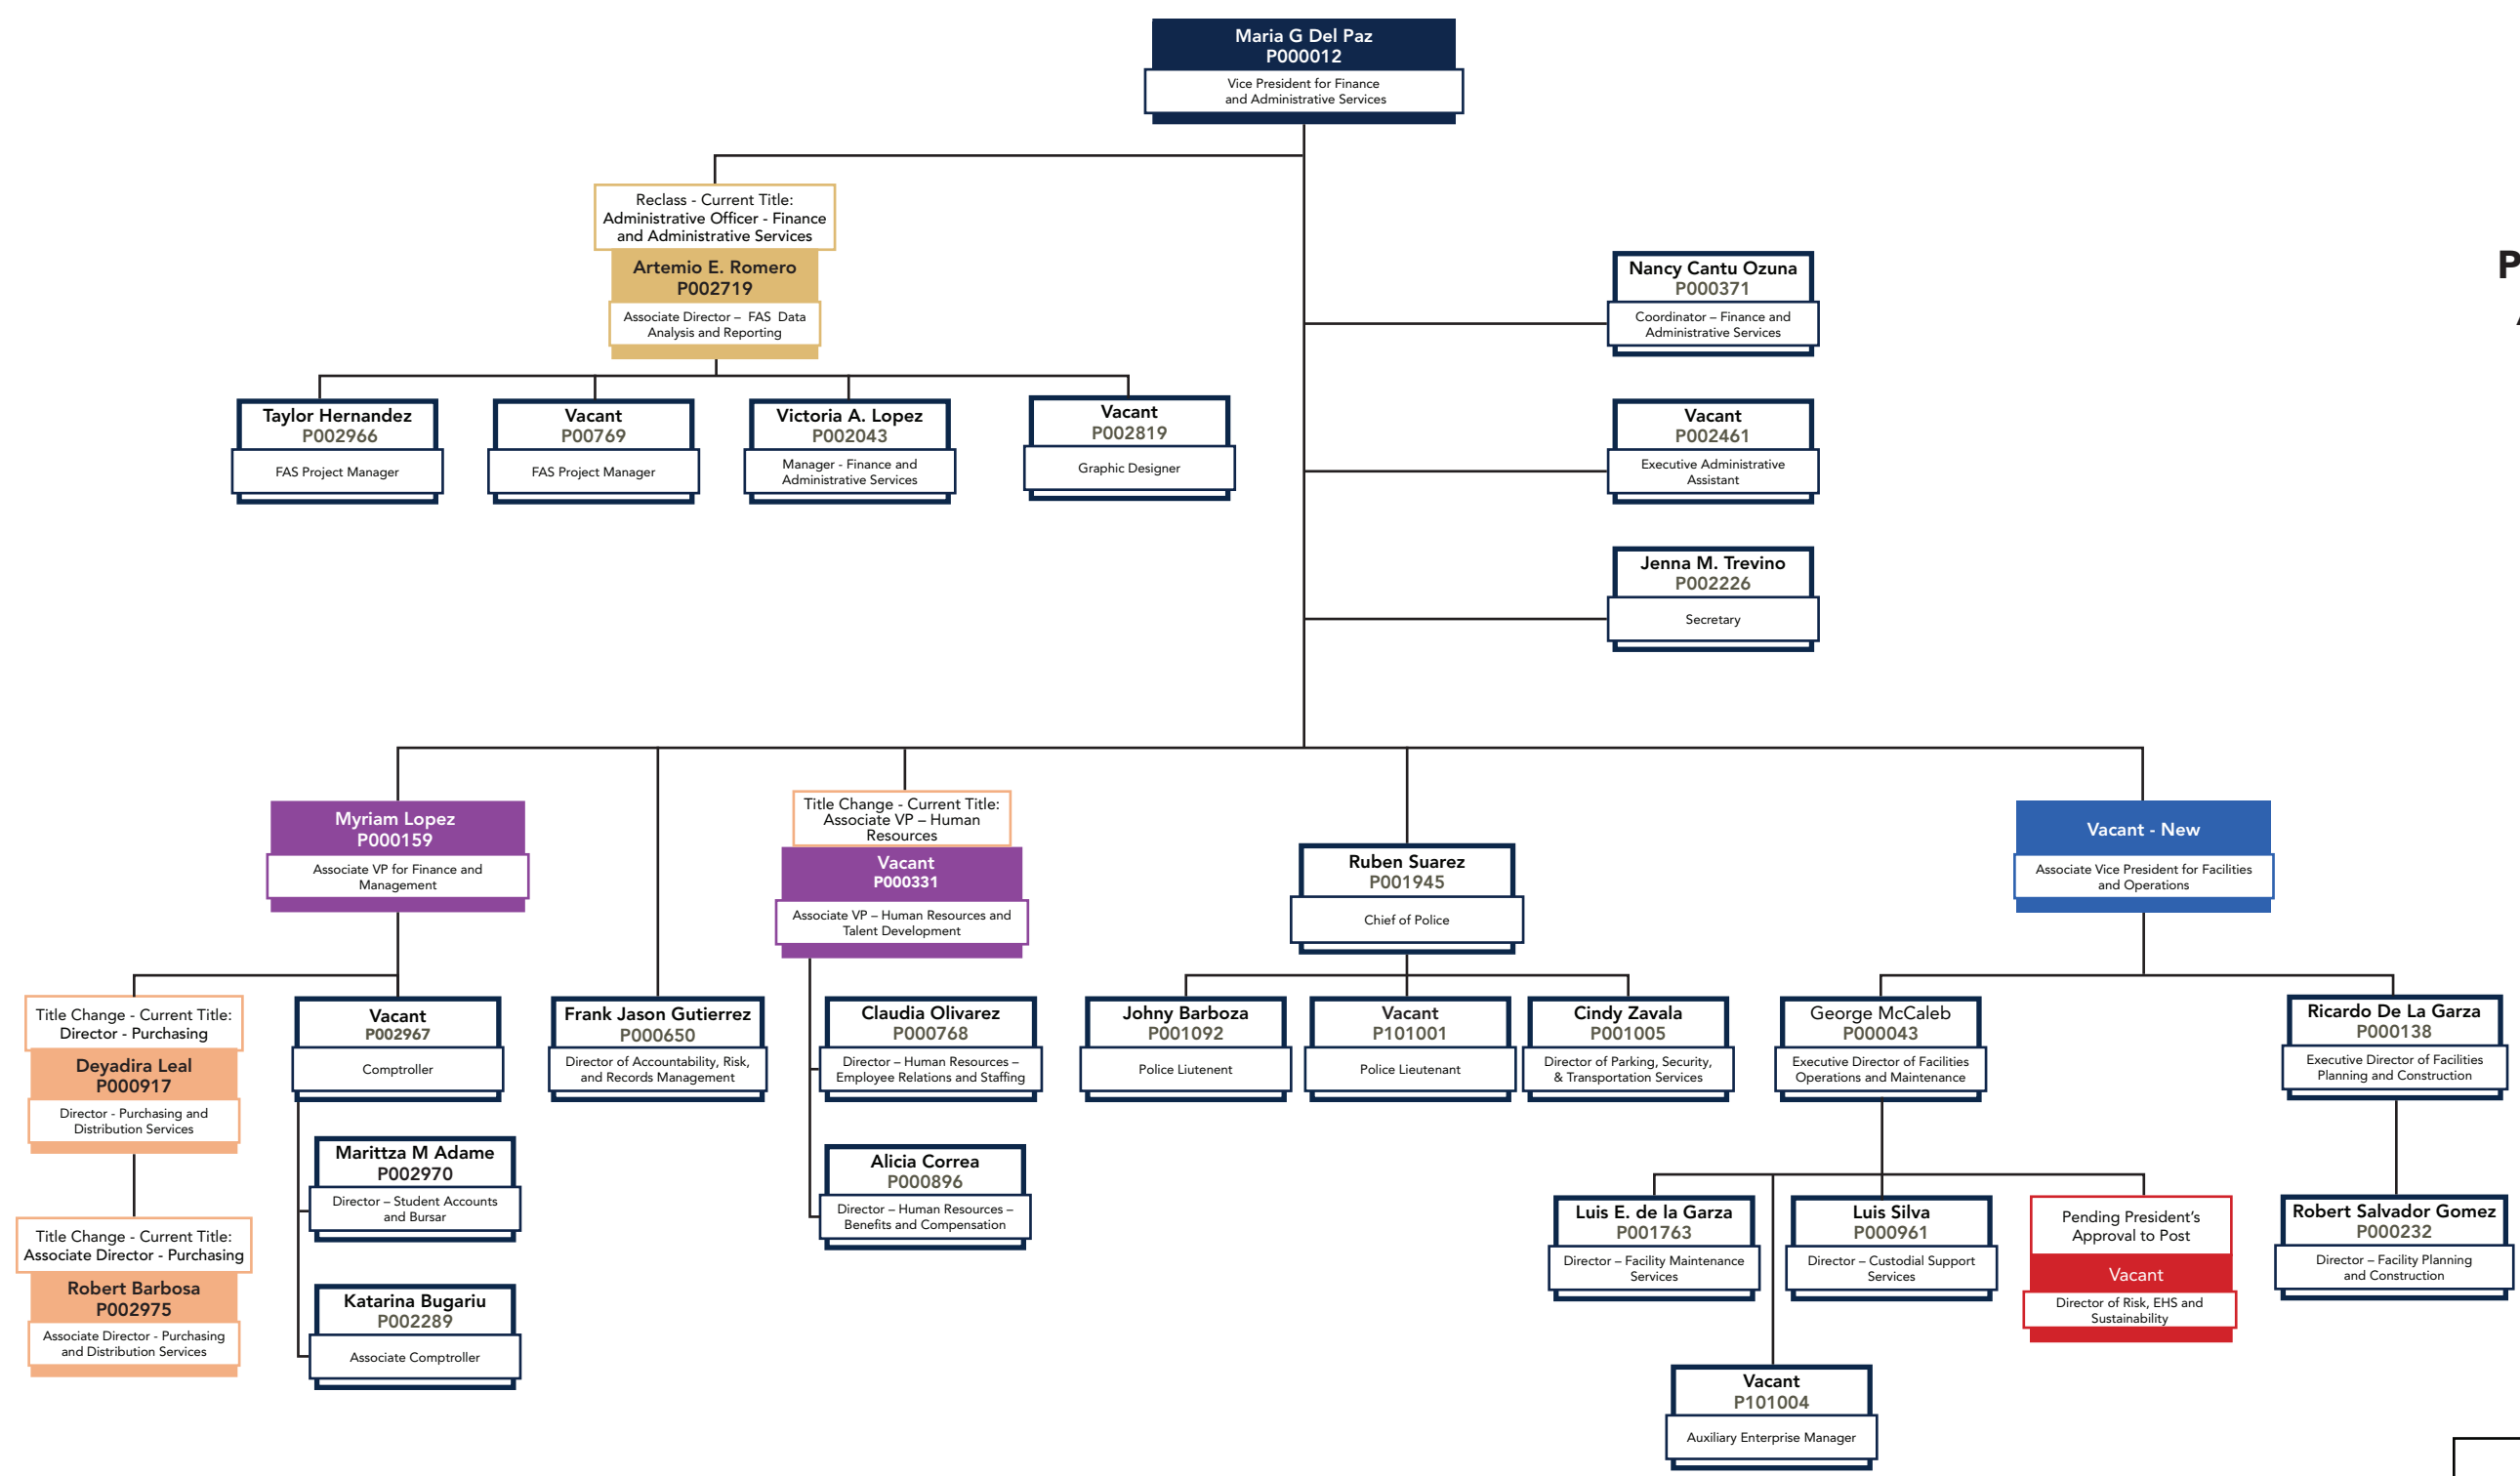 Maria G Del Paz
P000012
Vice President for Finance
and Administrative Services
Reclass - Current Title:
Administrative Officer - Finance
and Administrative Services
Artemio E. Romero
P002719
Associate Director – FAS Data
Analysis and Reporting
Nancy Cantu Ozuna
P000371
Coordinator – Finance and
Administrative Services
P
Taylor Hernandez
P002966
FAS Project Manager
Vacant
P00769
FAS Project Manager
Victoria A. Lopez
P002043
Manager - Finance and
Administrative Services
Vacant
P002819
Graphic Designer
Vacant
P002461
Executive Administrative
Assistant
Jenna M. Trevino
P002226
Secretary
Myriam Lopez
P000159
Associate VP for Finance and
Management
Title Change - Current Title:
Associate VP – Human
Resources
Vacant
P000331
Associate VP – Human Resources and
Talent Development
Ruben Suarez
P001945
Chief of Police
Vacant - New
Associate Vice President for Facilities
and Operations
Title Change - Current Title:
Director - Purchasing
Deyadira Leal
P000917
Director - Purchasing and
Distribution Services
Vacant
P002967
Comptroller
Frank Jason Gutierrez
P000650
Director of Accountability, Risk,
and Records Management
Claudia Olivarez
P000768
Director – Human Resources –
Employee Relations and Staffing
Johny Barboza
P001092
Police Liutenent
Vacant
P101001
Police Lieutenant
Cindy Zavala
P001005
Director of Parking, Security,
& Transportation Services
George McCaleb
P000043
Executive Director of Facilities
Operations and Maintenance
Ricardo De La Garza
P000138
Executive Director of Facilities
Planning and Construction
Marittza M Adame
P002970
Director – Student Accounts
and Bursar
Alicia Correa
P000896
Director – Human Resources –
Benefits and Compensation
Luis E. de la Garza
P001763
Director – Facility Maintenance
Services
Luis Silva
P000961
Director – Custodial Support
Services
Pending President's
Approval to Post
Vacant
Director of Risk, EHS and
Sustainability
Robert Salvador Gomez
P000232
Director – Facility Planning
and Construction
Title Change - Current Title:
Associate Director - Purchasing
Robert Barbosa
P002975
Associate Director - Purchasing
and Distribution Services
Katarina Bugariu
P002289
Associate Comptroller
Vacant
P101004
Auxiliary Enterprise Manager